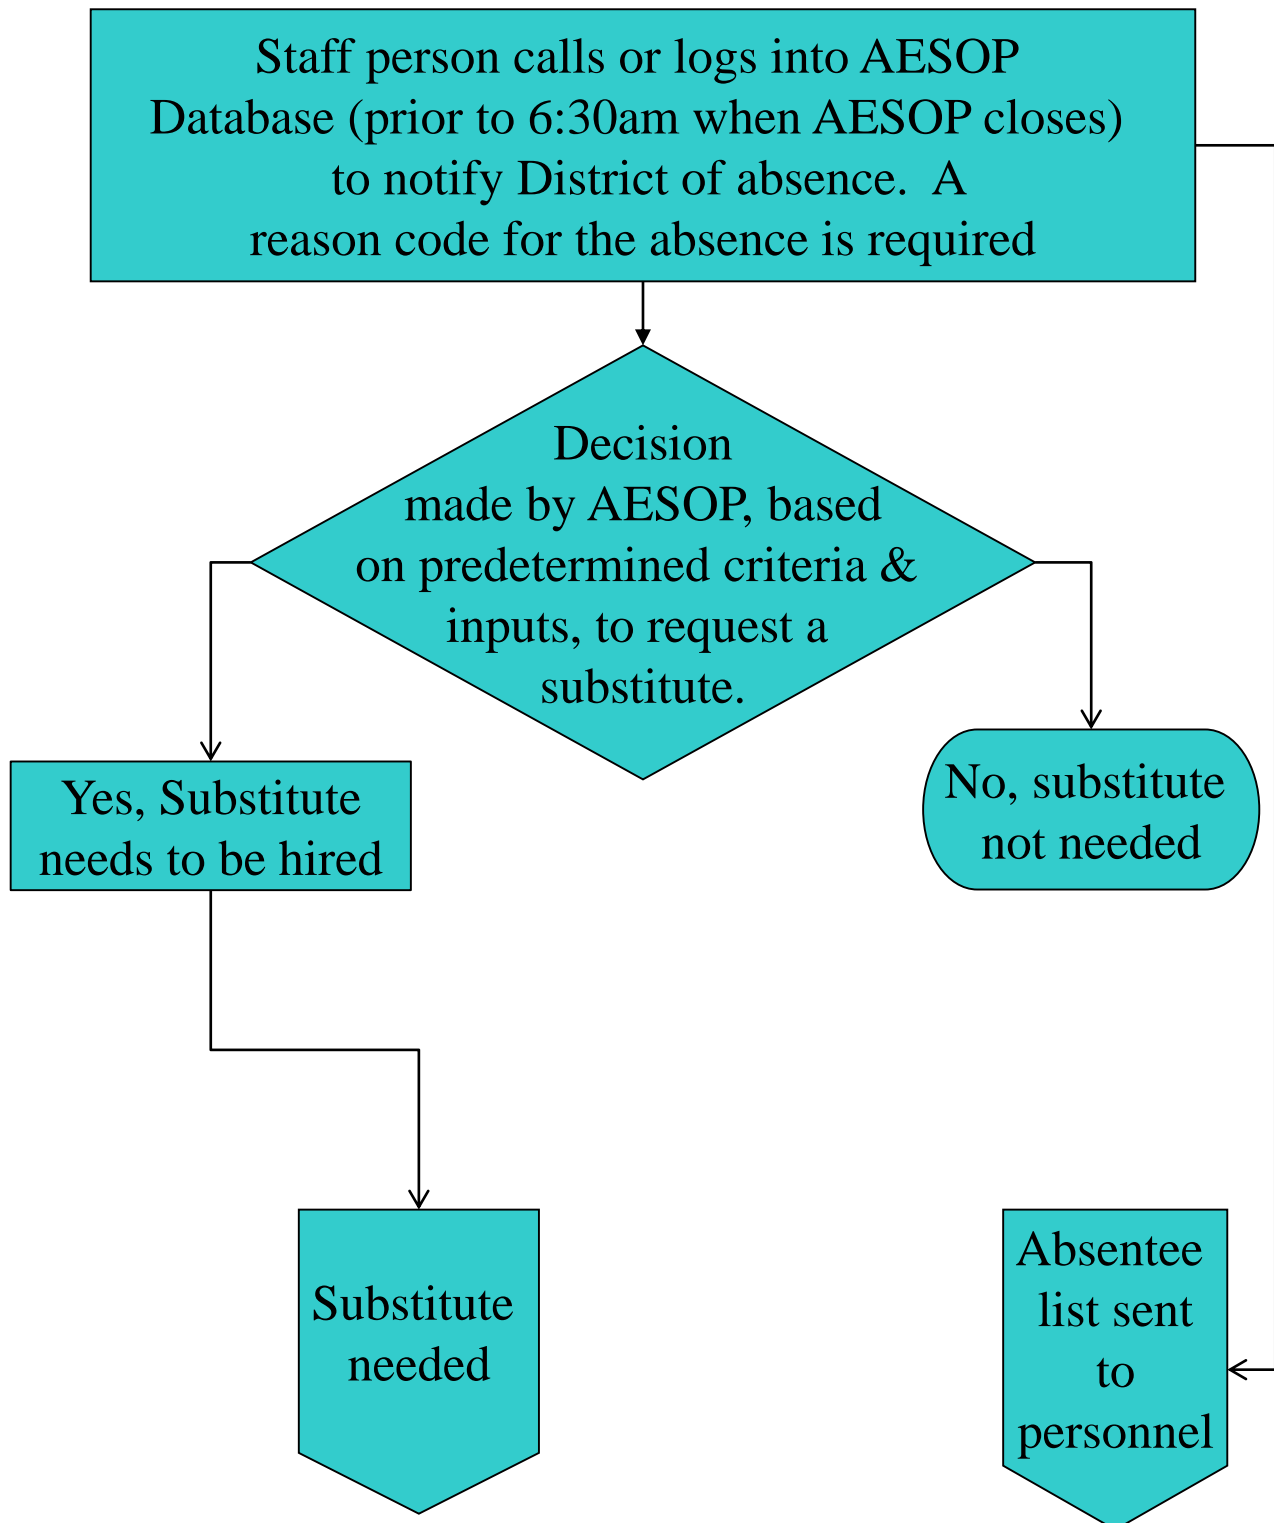 Staff person calls or logs into AESOP
Database (prior to 6:30am when AESOP closes)
to notify District of absence.  A
reason code for the absence is required
Decision
made by AESOP, based
on predetermined criteria &
inputs, to request a
substitute.
Yes, Substitute
needs to be hired
No, substitute
not needed
Substitute
needed
Absentee
list sent
to
personnel